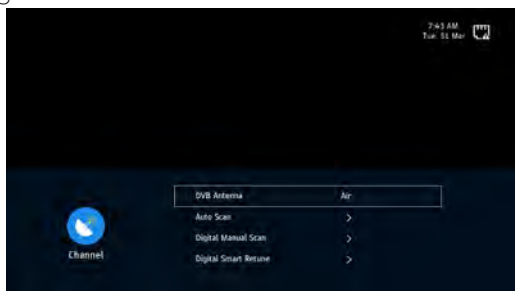 7:43 AM
Tue. 31 Mar
DVB Antenna Air
Auto Scan >
Digital Manual Scan >
Digital Smart Retune >
Channel